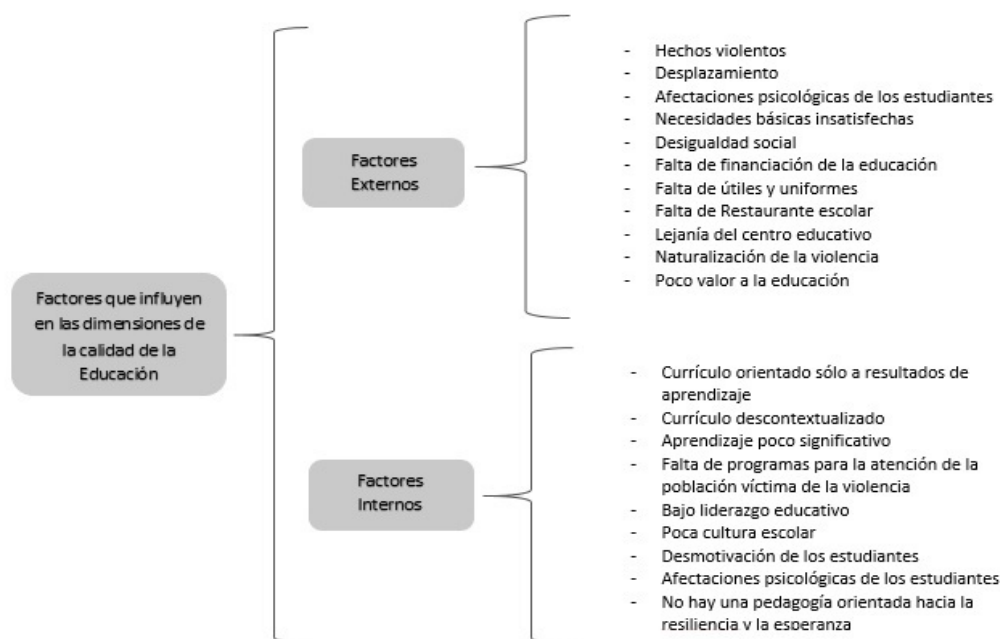 Factores que influyen
en las dimensiones de
la calidad de la
Educación
Factores
Externos
- Hechos violentos
- Desplazamiento
- Afectaciones psicológicas de los estudiantes
- Necesidades básicas insatisfechas
- Desigualdad social
- Falta de financiación de la educación
- Falta de útiles y uniformes
- Falta de Restaurante escolar
- Lejanía del centro educativo
- Naturalización de la violencia
- Poco valor a la educación
Factores
Internos
- Currículo orientado sólo a resultados de
aprendizaje
- Currículo descontextualizado
- Aprendizaje poco significativo
- Falta de programas para la atención de la
población víctima de la violencia
- Bajo liderazgo educativo
- Poca cultura escolar
- Desmotivación de los estudiantes
- Afectaciones psicológicas de los estudiantes
- No hay una pedagogía orientada hacia la
resiliencia y la esperanza